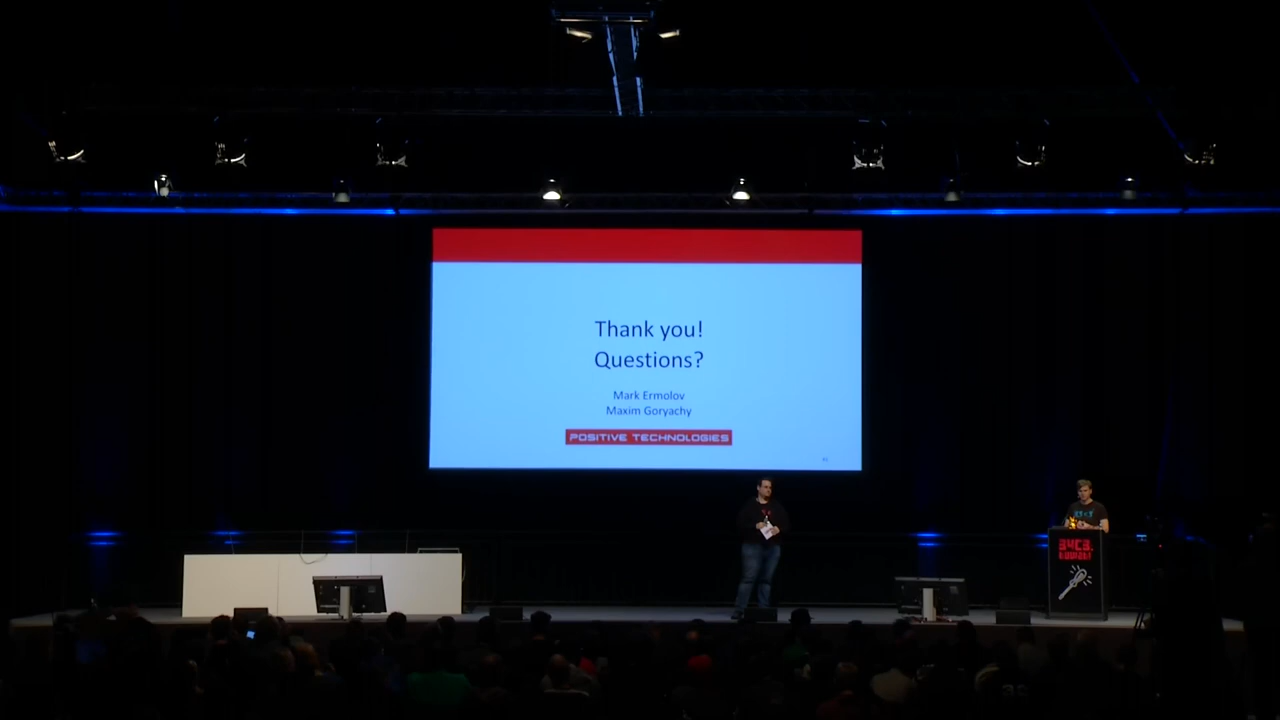 Thank you!
Questions?
Mark Ermolov
Maxim Goryachy
POSITIVE TECHNOLOGIES
34C3.